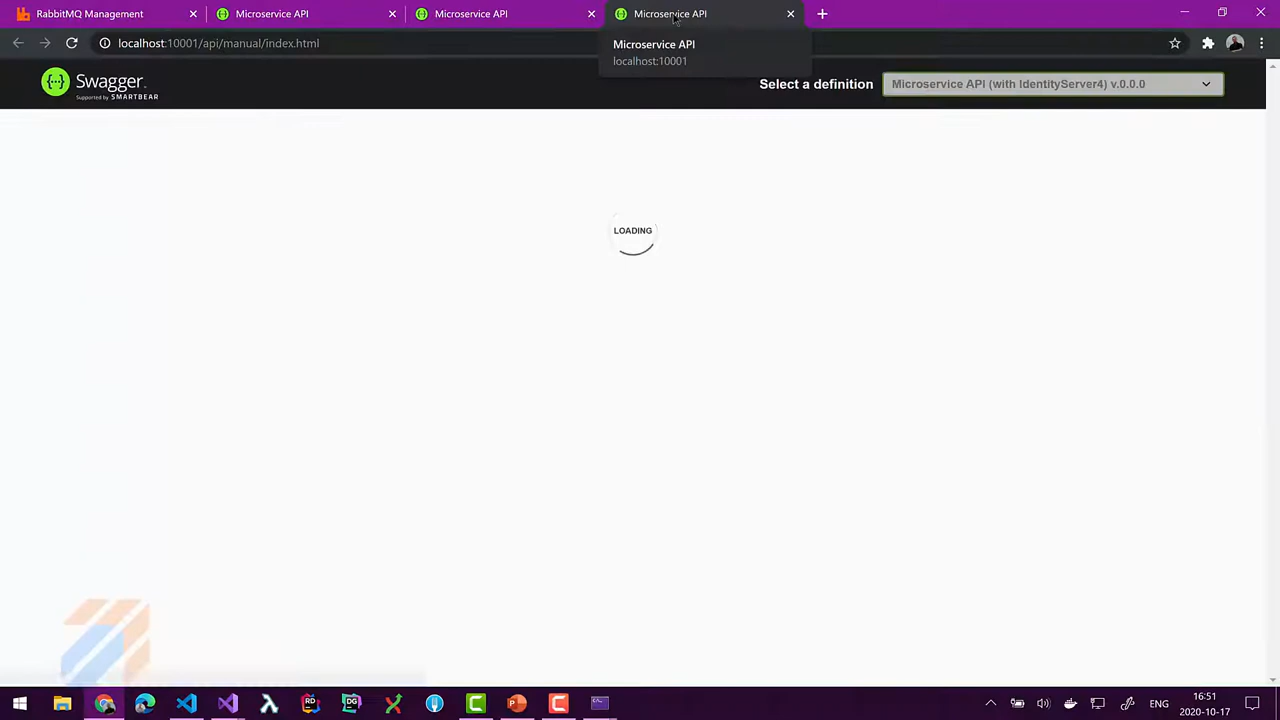 RabbitMQ Management
Microservice API
Microservice API
Microservice API
localhost:10001/api/manual/index.html
Microservice API
localhost:10001
Swagger
Supported by SMARTBEAR
Select a definition
Microservice API (with IdentityServer4) v.0.0.0
LOADING
RD
DG
P
C
ENG
16:51
2020-10-17